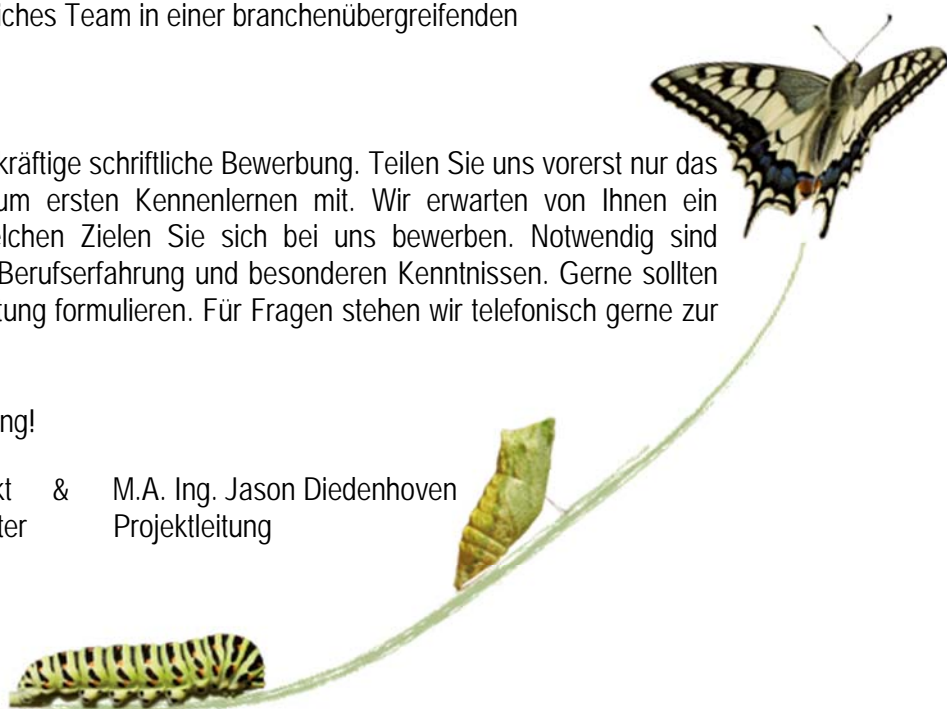 iches Team in einer branchenübergreifenden
kräftige schriftliche Bewerbung. Teilen Sie uns vorerst nur das
um ersten Kennenlernen mit. Wir erwarten von Ihnen ein
elchen Zielen Sie sich bei uns bewerben. Notwendig sind
Berufserfahrung und besonderen Kenntnissen. Gerne sollten
tung formulieren. Für Fragen stehen wir telefonisch gerne zur
ng!
kt & M.A. Ing. Jason Diedenhoven
ter Projektleitung